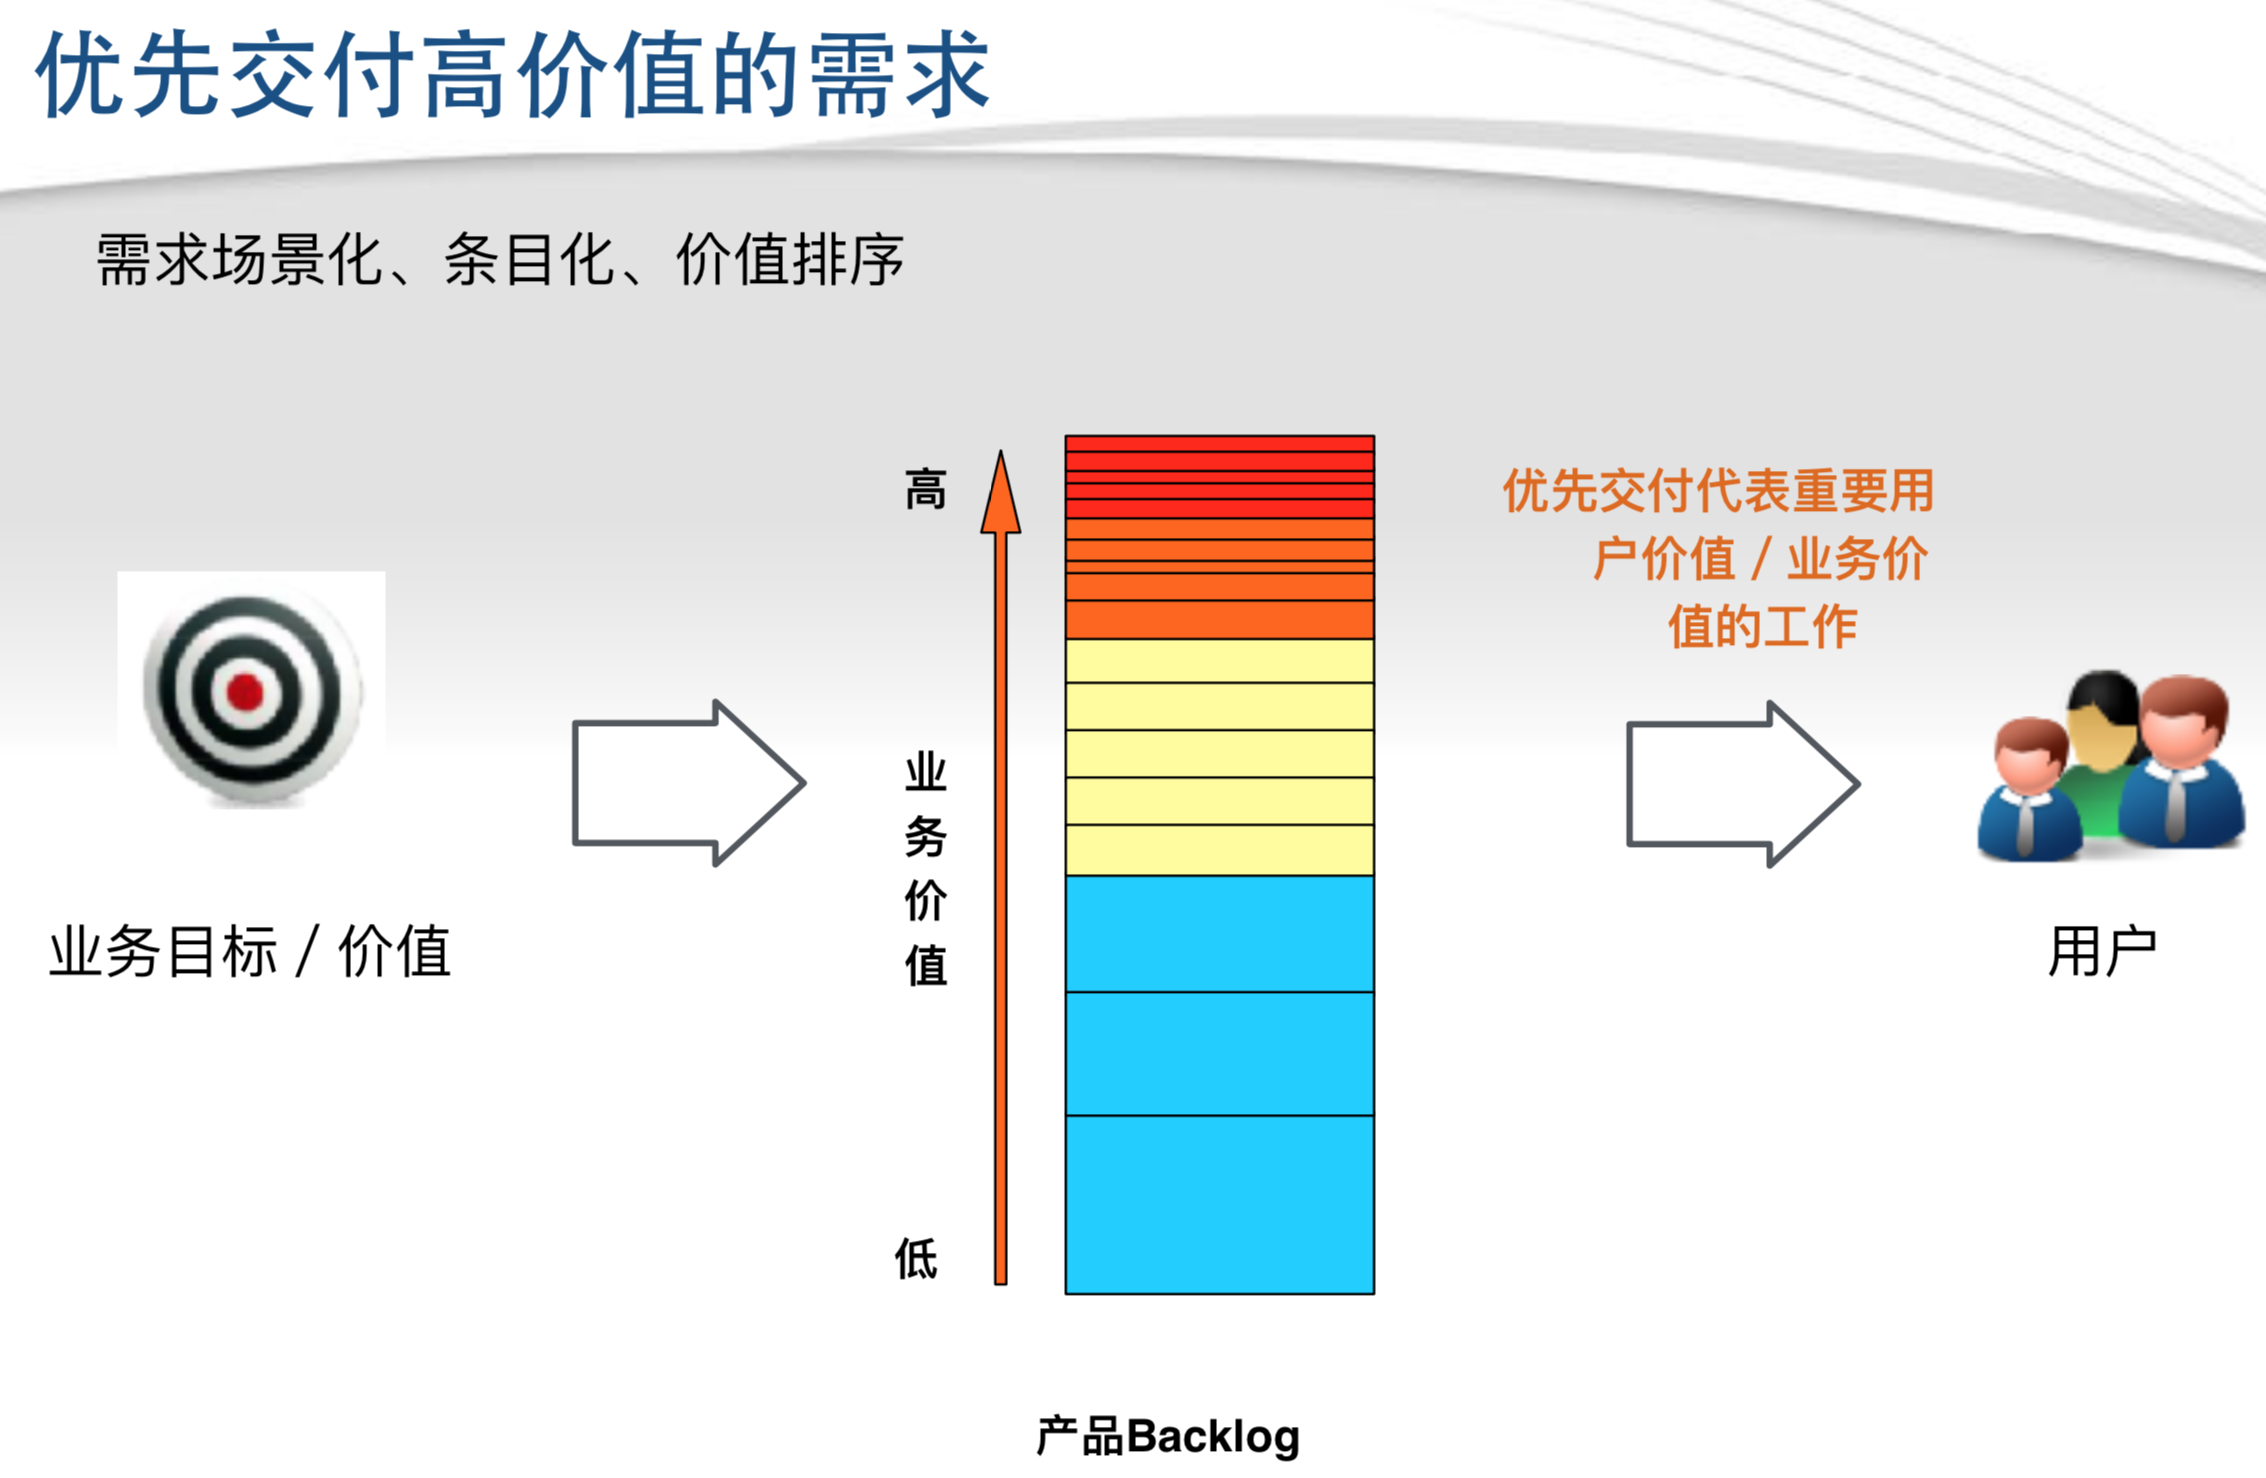 优先交付高价值的需求
需求场景化、条目化、价值排序
高
优先交付代表重要用
户价值 / 业务价
值的工作
业
务
价
值
业务目标 / 价值
用户
低
产品Backlog